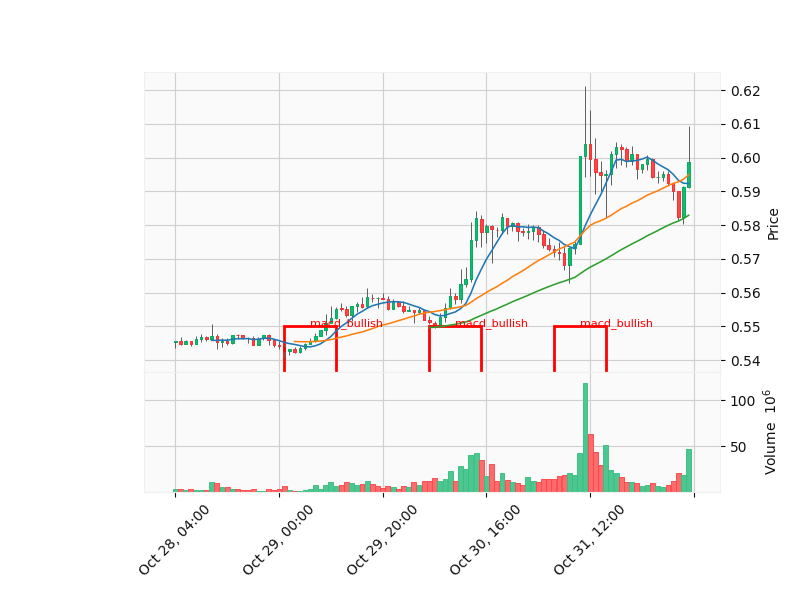 0.62
0.61
0.60
0.59
0.58
0.57
0.56
0.55
0.54
Price
macd_bullish
macd_bullish
macd_bullish
100
50
Volume 10^6
Oct 28, 04:00
Oct 29, 00:00
Oct 29, 20:00
Oct 30, 16:00
Oct 31, 12:00